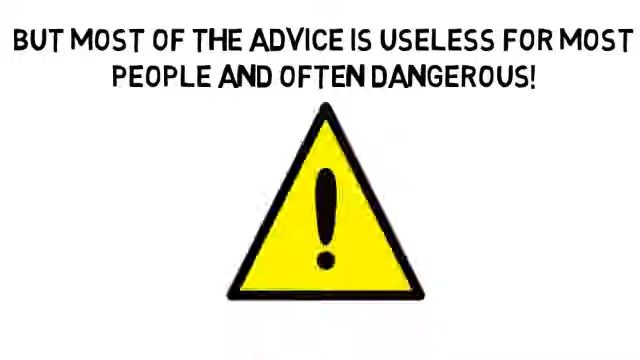 BUT MOST OF THE ADVICE IS USELESS FOR MOST
PEOPLE AND OFTEN DANGEROUS!
!